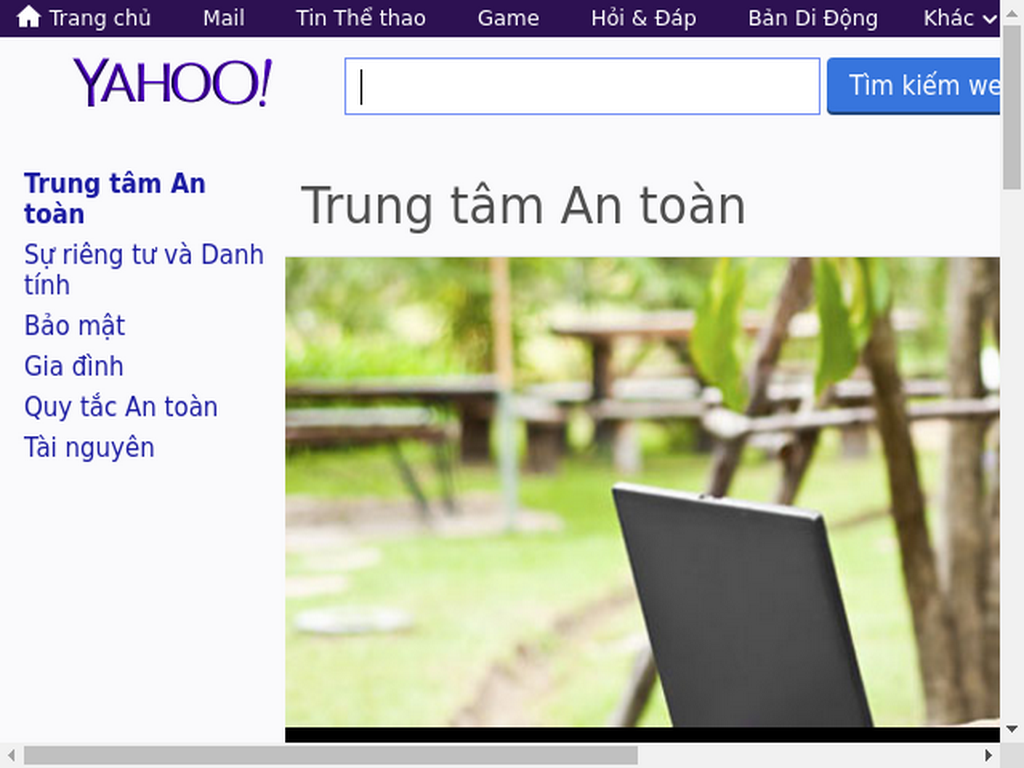 Trang chủ Mail Tin Thể thao Game Hỏi & Đáp Bản Di Động Khác
YAHOO!
Tìm kiếm we
Trung tâm An
toàn
Sự riêng tư và Danh
tính
Bảo mật
Gia đình
Quy tắc An toàn
Tài nguyên
Trung tâm An toàn